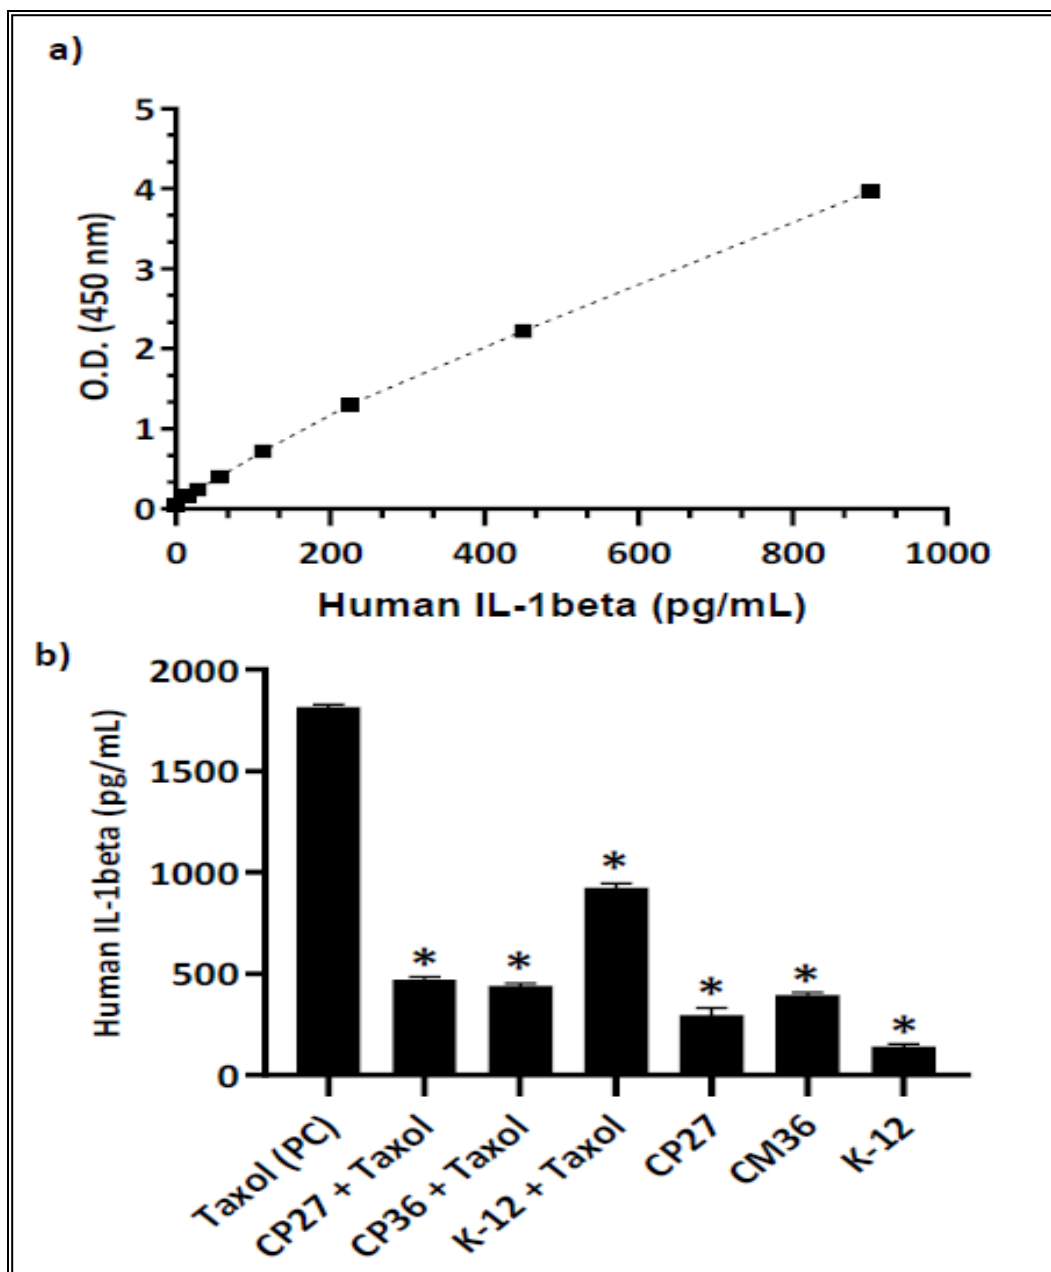 a)
5
4
3
2
1
0
O.D. (450 nm)
0 200 400 600 800 1000
Human IL-1beta (pg/mL)
b)
2000
1500
1000
500
0
Human IL-1beta (pg/mL)
* * * * * *
Taxol (PC)
CP27 + Taxol
CP36 + Taxol
K-12 + Taxol
CP27
CM36
K-12